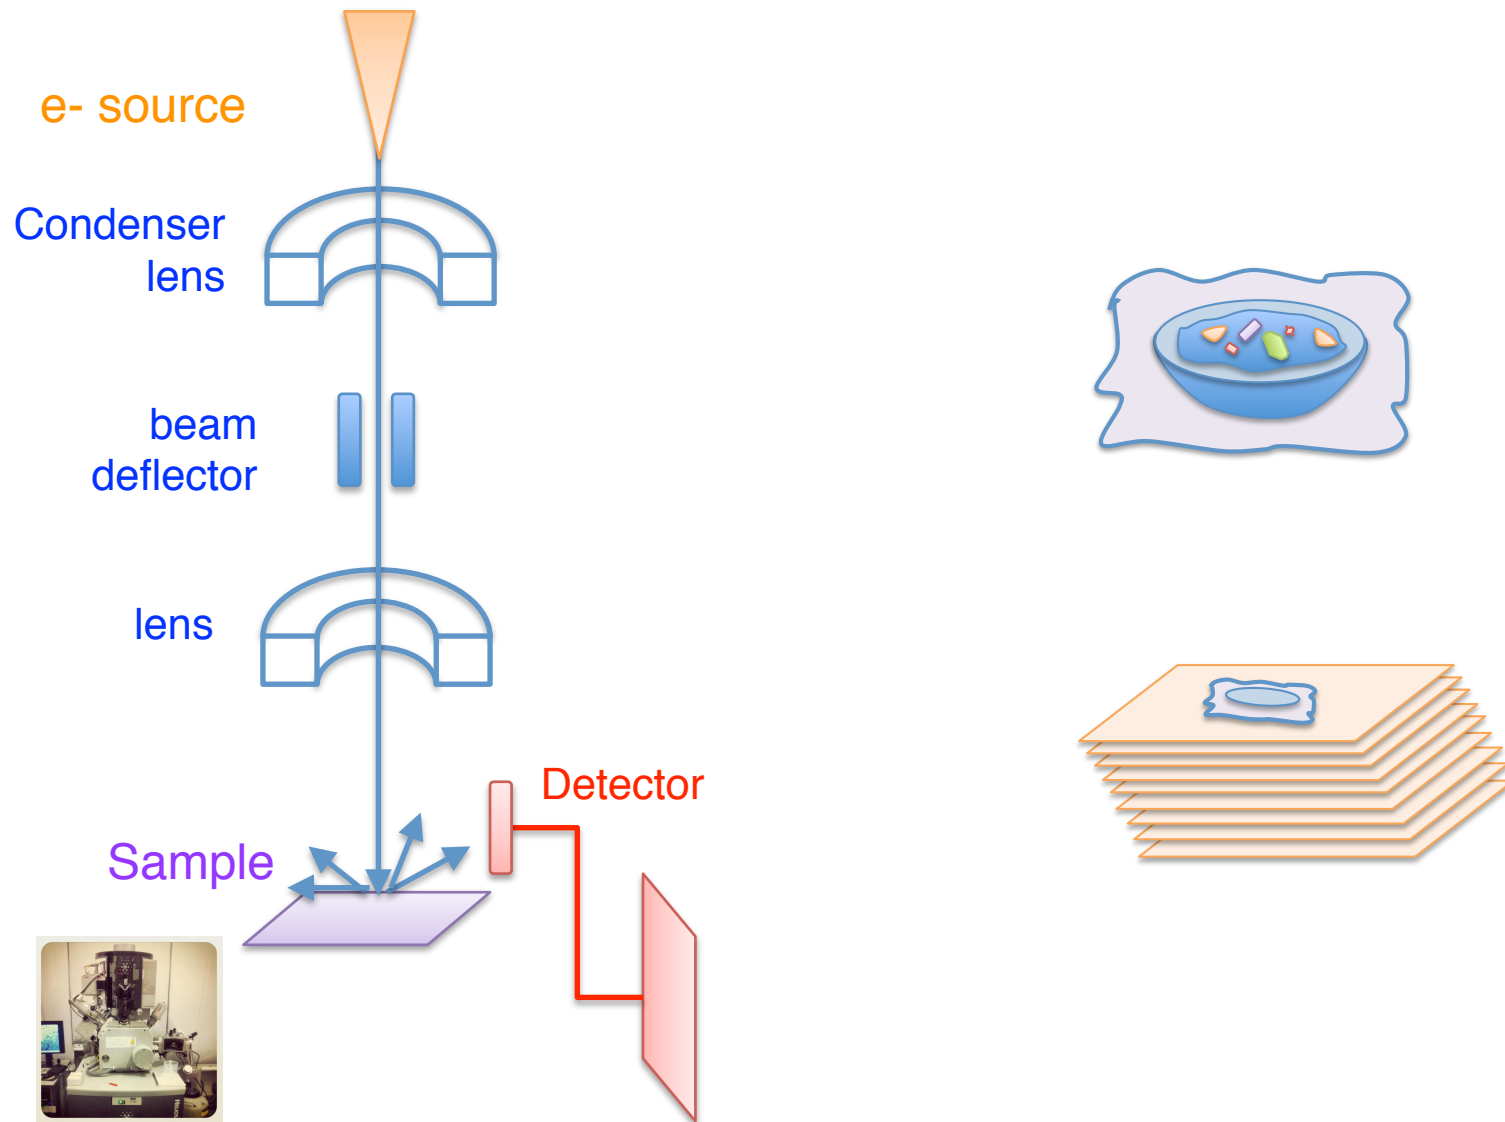 e- source
Condenser
lens
beam
deflector
lens
Detector
Sample